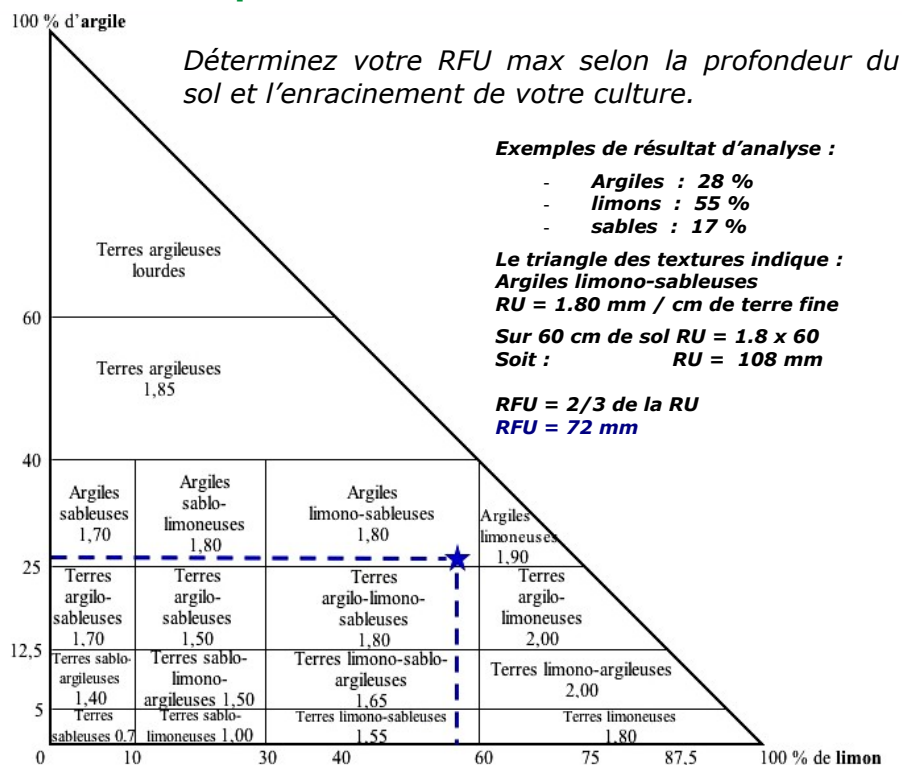 100 % d'argile
Déterminez votre RFU max selon la profondeur du
sol et l'enracinement de votre culture.
Exemples de résultat d'analyse :
- Argiles : 28 %
- limons : 55 %
- sables : 17 %
Le triangle des textures indique :
Argiles limono-sableuses
RU = 1.80 mm / cm de terre fine
Sur 60 cm de sol RU = 1.8 x 60
Soit : RU = 108 mm
RFU = 2/3 de la RU
RFU = 72 mm
Terres argileuses
lourdes
60
Terres argileuses
1,85
40
Argiles
sableuses
1,70
Argiles
sablo-
limoneuses
1,80
Argiles
limono-sableuses
1,80
Argiles
limoneuses
1,90
25
Terres
argilo-
sableuses
1,70
Terres
argilo-
sableuses
1,50
Terres
argilo-limono-
sableuses
1,80
Terres
argilo-
limoneuses
2,00
12,5
Terres sablo-
argileuses
1,40
Terres sablo-
limono-
argileuses 1,50
Terres limono-sablo-
argileuses
1,65
Terres limono-argileuses
2,00
5
Terres
sableuses 0.7
Terres sablo-
limoneuses 1,00
Terres limono-sableuses
1,55
Terres limoneuses
1,80
0 10 30 40 60 75 87,5 100 % de limon